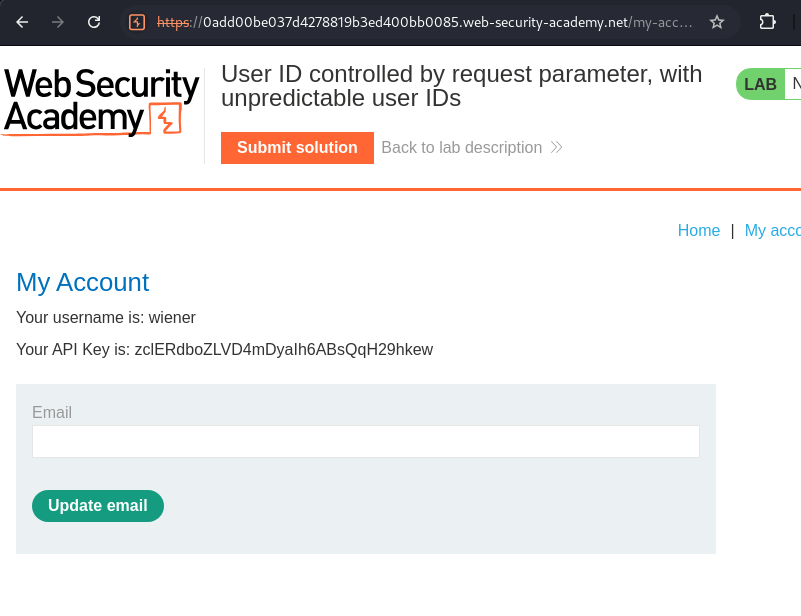 https://0add00be037d4278819b3ed400bb0085.web-security-academy.net/my-acc...
Web Security
Academy
User ID controlled by request parameter, with
unpredictable user IDs
LAB N
Submit solution Back to lab description
Home | My acco
My Account
Your username is: wiener
Your API Key is: zclERdboZLVD4mDyaIh6ABsQqH29hkew
Email
Update email